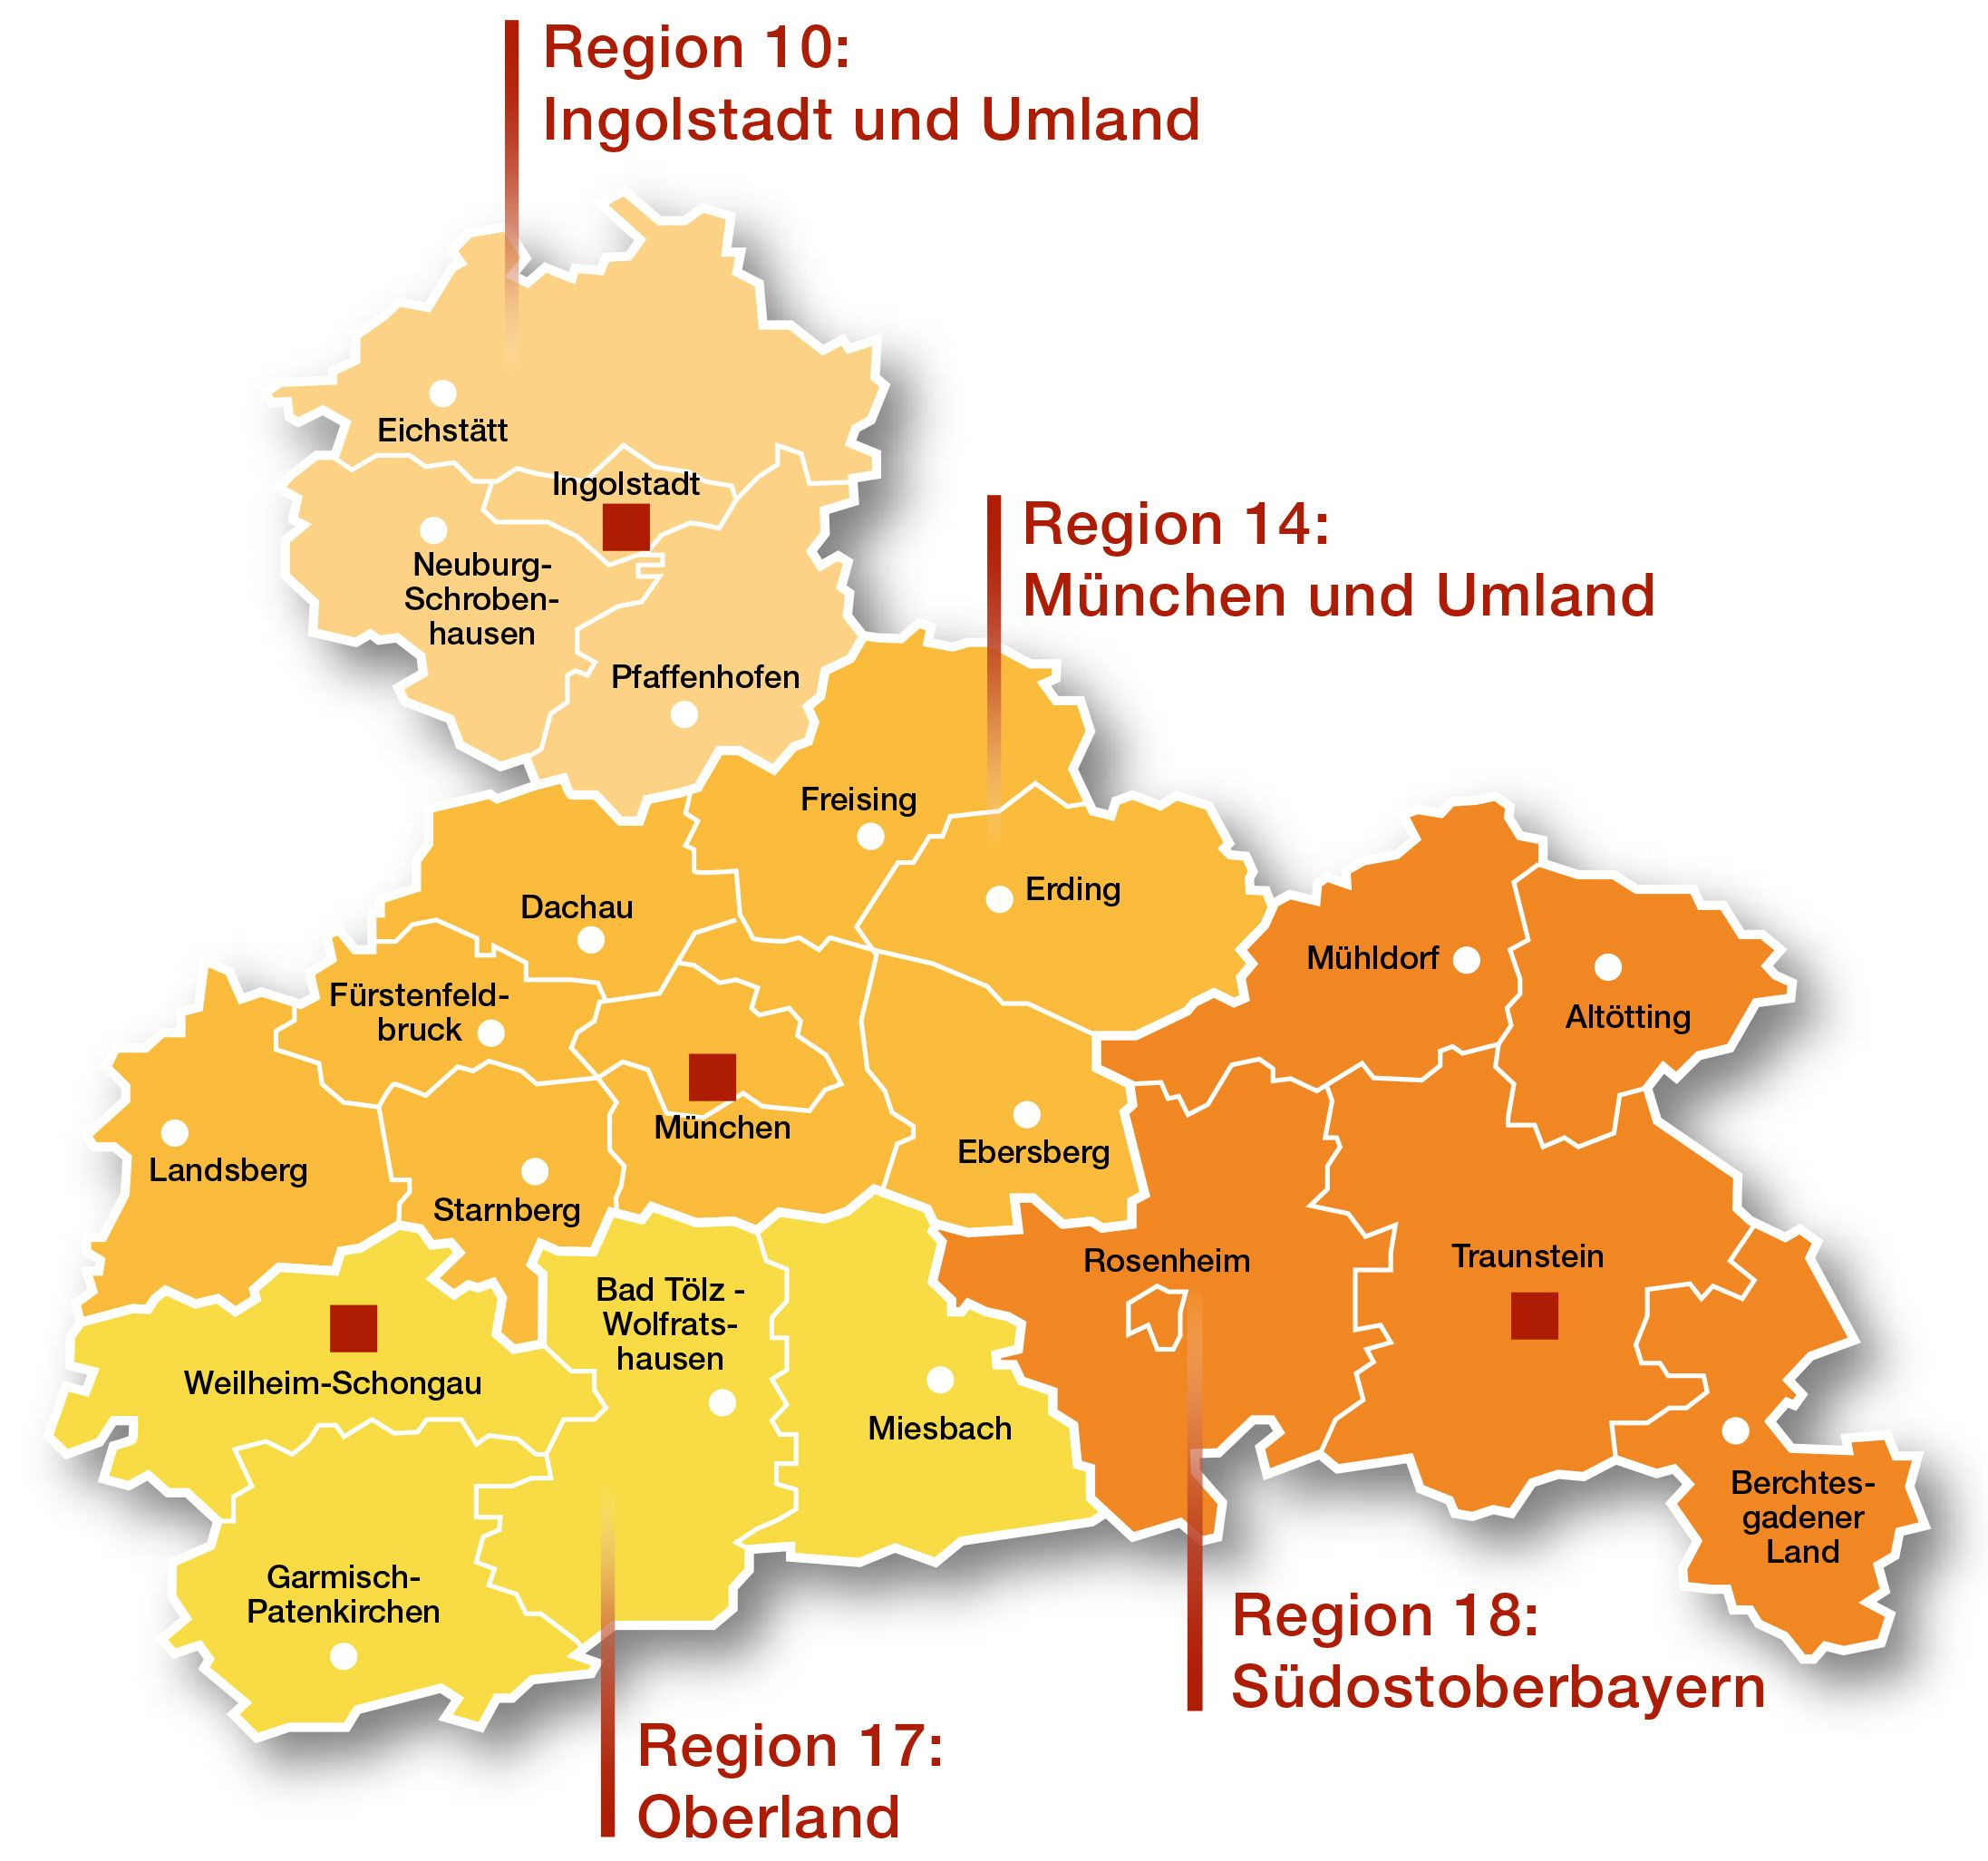 Region 10:
Ingolstadt und Umland
Eichstätt
Ingolstadt
Neuburg-
Schroben-
hausen
Pfaffenhofen
Region 14:
München und Umland
Freising
Erding
Dachau
Fürstenfeld-
bruck
Mühldorf
Altötting
München
Ebersberg
Landsberg
Starnberg
Rosenheim
Traunstein
Bad Tölz -
Wolfrats-
hausen
Weilheim-Schongau
Miesbach
Berchtes-
gadener
Land
Garmisch-
Patenkirchen
Region 18:
Südostoberbayern
Region 17:
Oberland